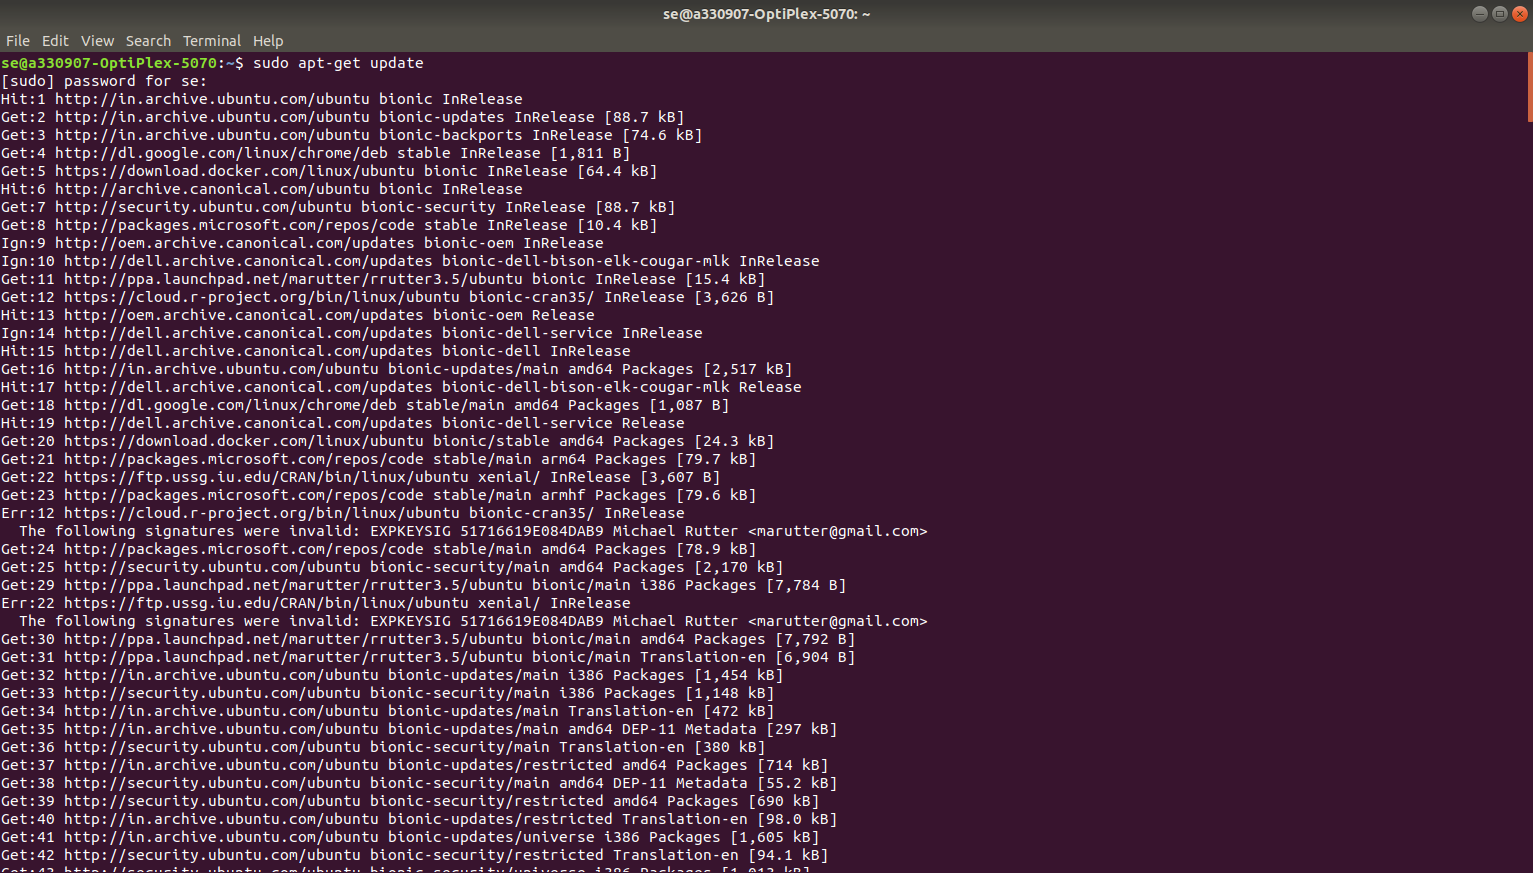 se@a330907-OptiPlex-5070: ~
File Edit View Search Terminal Help
se@a330907-OptiPlex-5070:~$ sudo apt-get update
[sudo] password for se:
Hit:1 http://in.archive.ubuntu.com/ubuntu bionic InRelease
Get:2 http://in.archive.ubuntu.com/ubuntu bionic-updates InRelease [88.7 kB]
Get:3 http://in.archive.ubuntu.com/ubuntu bionic-backports InRelease [74.6 kB]
Get:4 http://dl.google.com/linux/chrome/deb stable InRelease [1,811 B]
Get:5 https://download.docker.com/linux/ubuntu bionic InRelease [64.4 kB]
Hit:6 http://archive.canonical.com/ubuntu bionic InRelease
Get:7 http://security.ubuntu.com/ubuntu bionic-security InRelease [88.7 kB]
Get:8 http://packages.microsoft.com/repos/code stable InRelease [10.4 kB]
Ign:9 http://oem.archive.canonical.com/updates bionic-oem InRelease
Ign:10 http://dell.archive.canonical.com/updates bionic-dell-bison-elk-cougar-mlk InRelease
Get:11 http://ppa.launchpad.net/marutter/rrutter3.5/ubuntu bionic InRelease [15.4 kB]
Get:12 https://cloud.r-project.org/bin/linux/ubuntu bionic-cran35/ InRelease [3,626 B]
Hit:13 http://oem.archive.canonical.com/updates bionic-oem Release
Ign:14 http://dell.archive.canonical.com/updates bionic-dell-service InRelease
Hit:15 http://dell.archive.canonical.com/updates bionic-dell InRelease
Get:16 http://in.archive.ubuntu.com/ubuntu bionic-updates/main amd64 Packages [2,517 kB]
Hit:17 http://dell.archive.canonical.com/updates bionic-dell-bison-elk-cougar-mlk Release
Get:18 http://dl.google.com/linux/chrome/deb stable/main amd64 Packages [1,087 B]
Hit:19 http://dell.archive.canonical.com/updates bionic-dell-service Release
Get:20 https://download.docker.com/linux/ubuntu bionic/stable amd64 Packages [24.3 kB]
Get:21 http://packages.microsoft.com/repos/code stable/main arm64 Packages [79.7 kB]
Get:22 https://ftp.ussg.iu.edu/CRAN/bin/linux/ubuntu xenial/ InRelease [3,607 B]
Get:23 http://packages.microsoft.com/repos/code stable/main armhf Packages [79.6 kB]
Err:12 https://cloud.r-project.org/bin/linux/ubuntu bionic-cran35/ InRelease
The following signatures were invalid: EXPKEYSIG 51716619E084DAB9 Michael Rutter <marutter@gmail.com>
Get:24 http://packages.microsoft.com/repos/code stable/main amd64 Packages [78.9 kB]
Get:25 http://security.ubuntu.com/ubuntu bionic-security/main amd64 Packages [2,170 kB]
Get:29 http://ppa.launchpad.net/marutter/rrutter3.5/ubuntu bionic/main i386 Packages [7,784 B]
Err:22 https://ftp.ussg.iu.edu/CRAN/bin/linux/ubuntu xenial/ InRelease
The following signatures were invalid: EXPKEYSIG 51716619E084DAB9 Michael Rutter <marutter@gmail.com>
Get:30 http://ppa.launchpad.net/marutter/rrutter3.5/ubuntu bionic/main amd64 Packages [7,792 B]
Get:31 http://ppa.launchpad.net/marutter/rrutter3.5/ubuntu bionic/main Translation-en [6,904 B]
Get:32 http://in.archive.ubuntu.com/ubuntu bionic-updates/main i386 Packages [1,454 kB]
Get:33 http://security.ubuntu.com/ubuntu bionic-security/main i386 Packages [1,148 kB]
Get:34 http://in.archive.ubuntu.com/ubuntu bionic-updates/main Translation-en [472 kB]
Get:35 http://in.archive.ubuntu.com/ubuntu bionic-updates/main amd64 DEP-11 Metadata [297 kB]
Get:36 http://security.ubuntu.com/ubuntu bionic-security/main Translation-en [380 kB]
Get:37 http://in.archive.ubuntu.com/ubuntu bionic-updates/restricted amd64 Packages [714 kB]
Get:38 http://security.ubuntu.com/ubuntu bionic-security/main amd64 DEP-11 Metadata [55.2 kB]
Get:39 http://security.ubuntu.com/ubuntu bionic-security/restricted amd64 Packages [690 kB]
Get:40 http://in.archive.ubuntu.com/ubuntu bionic-updates/restricted Translation-en [98.0 kB]
Get:41 http://in.archive.ubuntu.com/ubuntu bionic-updates/universe i386 Packages [1,605 kB]
Get:42 http://security.ubuntu.com/ubuntu bionic-security/restricted Translation-en [94.1 kB]
Get:43 http://security.ubuntu.com/ubuntu bionic-security/universe i386 Packages [1,013 kB]